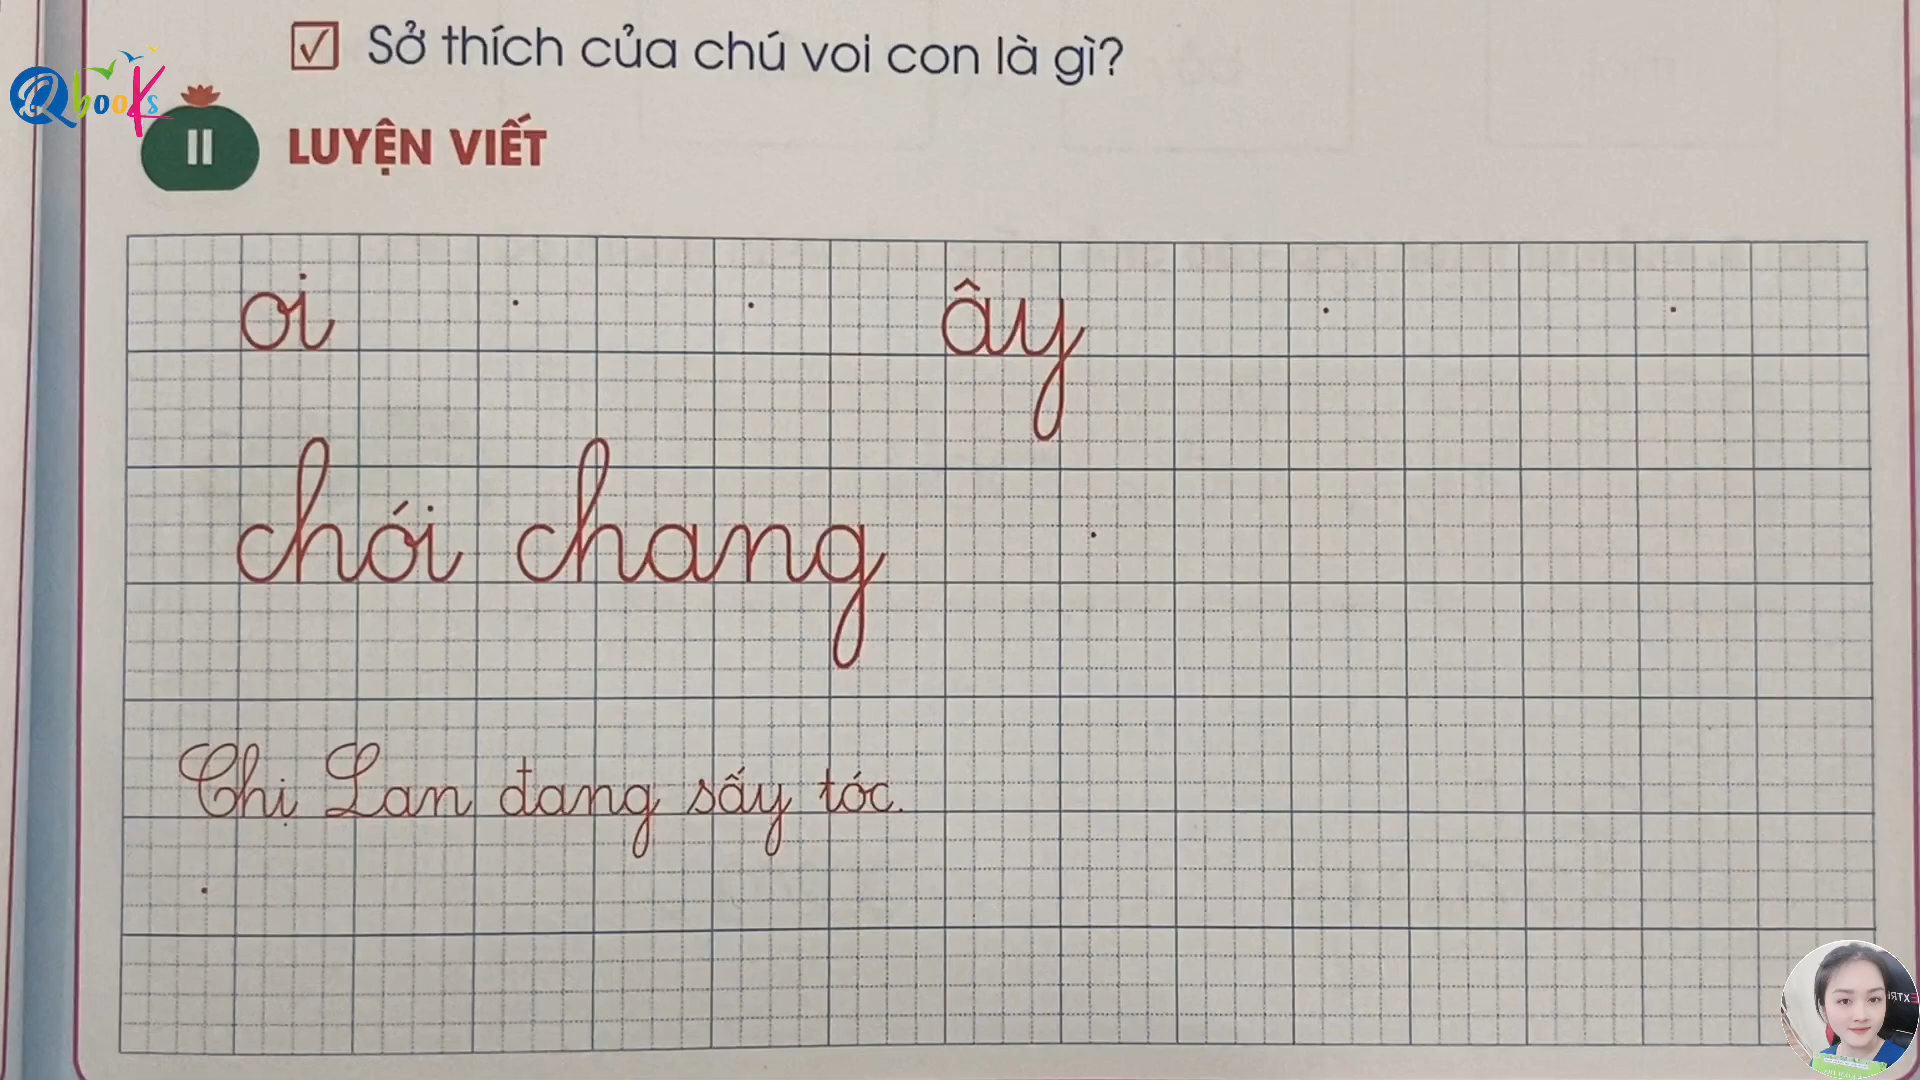 Sở thích của chú voi con là gì?
Qbooks
II LUYỆN VIẾT
oi ây
chói chang
Chị Lan đang sấy tóc.